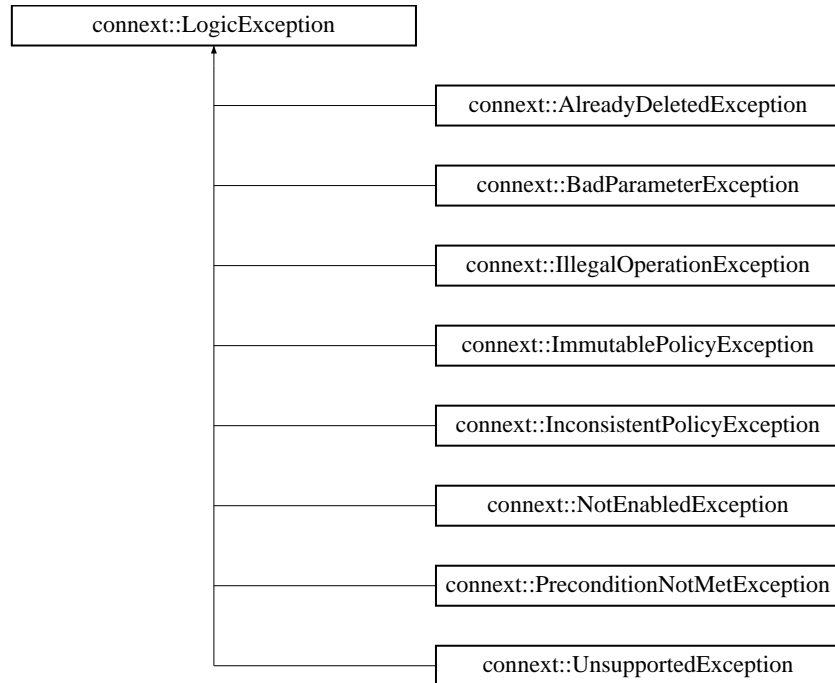 connext::LogicException
connext::AlreadyDeletedException
connext::BadParameterException
connext::IllegalOperationException
connext::ImmutablePolicyException
connext::InconsistentPolicyException
connext::NotEnabledException
connext::PreconditionNotMetException
connext::UnsupportedException